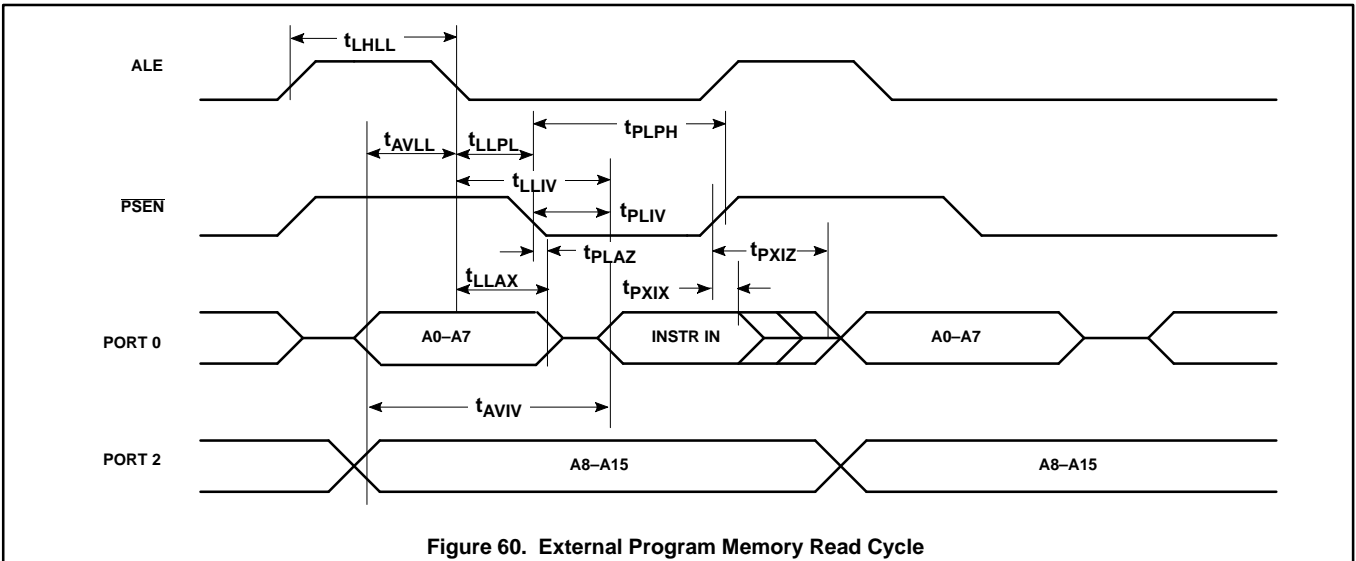 tLHLL
ALE
tPLPH
tAVLL tLLPL
tLLIV
PSEN
tPLIV
tPLAZ
tPXIZ
tLLAX
tPXIX
PORT 0
A0–A7
INSTR IN
A0–A7
tAVIV
PORT 2
A8–A15
A8–A15
Figure 60. External Program Memory Read Cycle